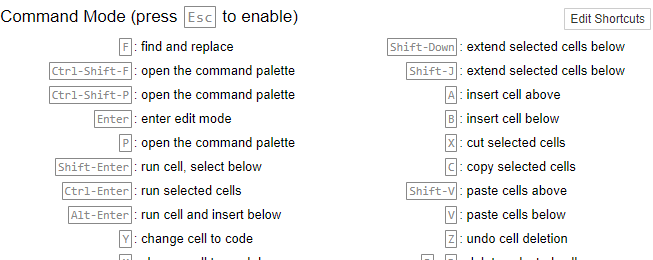 Command Mode (press Esc to enable)
Edit Shortcuts
F : find and replace
Ctrl-Shift-F : open the command palette
Ctrl-Shift-P : open the command palette
Enter : enter edit mode
P : open the command palette
Shift-Enter : run cell, select below
Ctrl-Enter : run selected cells
Alt-Enter : run cell and insert below
Y : change cell to code
Shift-Down : extend selected cells below
Shift-J : extend selected cells below
A : insert cell above
B : insert cell below
X : cut selected cells
C : copy selected cells
Shift-V : paste cells above
V : paste cells below
Z : undo cell deletion